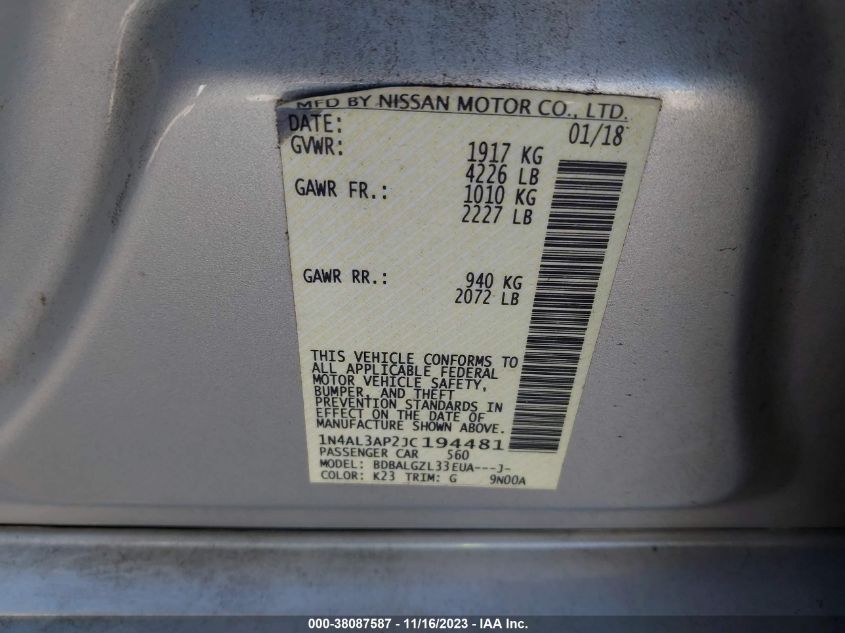 MFD BY NISSAN MOTOR CO., LTD.
DATE: 01/18
GVWR: 1917 KG
4226 LB
GAWR FR.: 1010 KG
2227 LB
GAWR RR.: 940 KG
2072 LB
THIS VEHICLE CONFORMS TO
ALL APPLICABLE FEDERAL
MOTOR VEHICLE SAFETY,
BUMPER, AND THEFT
PREVENTION STANDARDS IN
EFFECT ON THE DATE OF
MANUFACTURE SHOWN ABOVE.
1N4AL3AP2JC194481
PASSENGER CAR 560
MODEL: BDBALGZL33EUA---J-
COLOR: K23 TRIM: G 9N00A
000-38087587 - 11/16/2023 - IAA Inc.